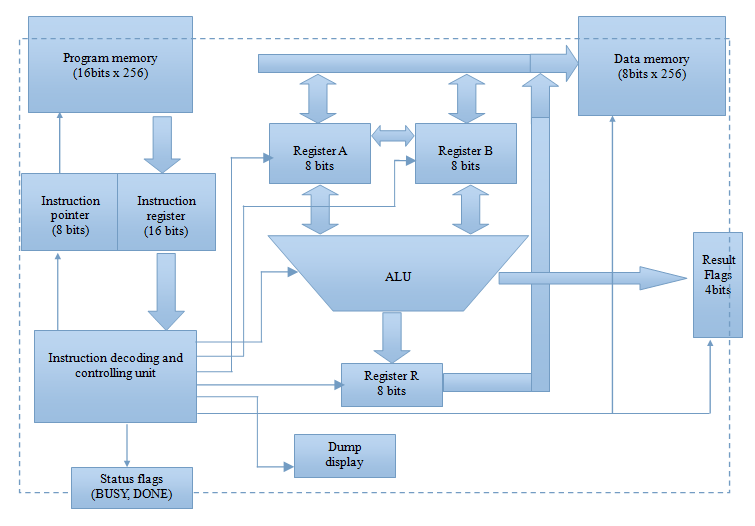 Program memory
(16bits x 256)
Data memory
(8bits x 256)
Register A
8 bits
Register B
8 bits
Instruction
pointer
(8 bits)
Instruction
register
(16 bits)
ALU
Result
Flags
4bits
Instruction decoding and
controlling unit
Register R
8 bits
Dump
display
Status flags
(BUSY, DONE)